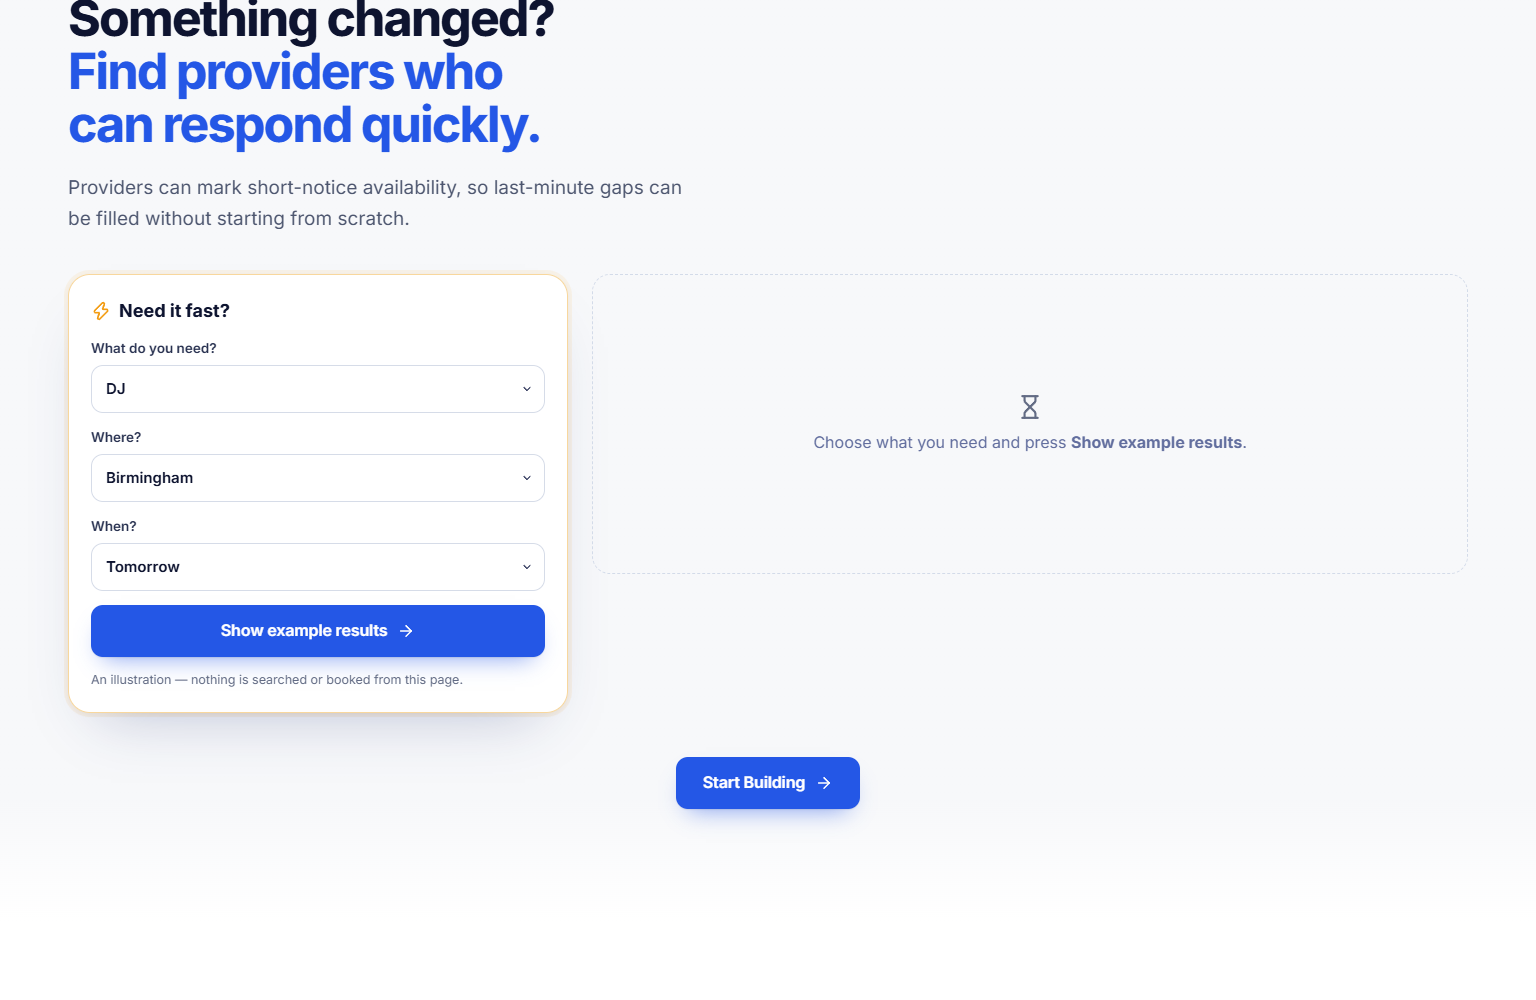 Something changed?
Find providers who
can respond quickly.
Providers can mark short-notice availability, so last-minute gaps can
be filled without starting from scratch.
Need it fast?
What do you need?
DJ
Where?
Birmingham
When?
Tomorrow
Show example results
An illustration — nothing is searched or booked from this page.
Choose what you need and press Show example results.
Start Building